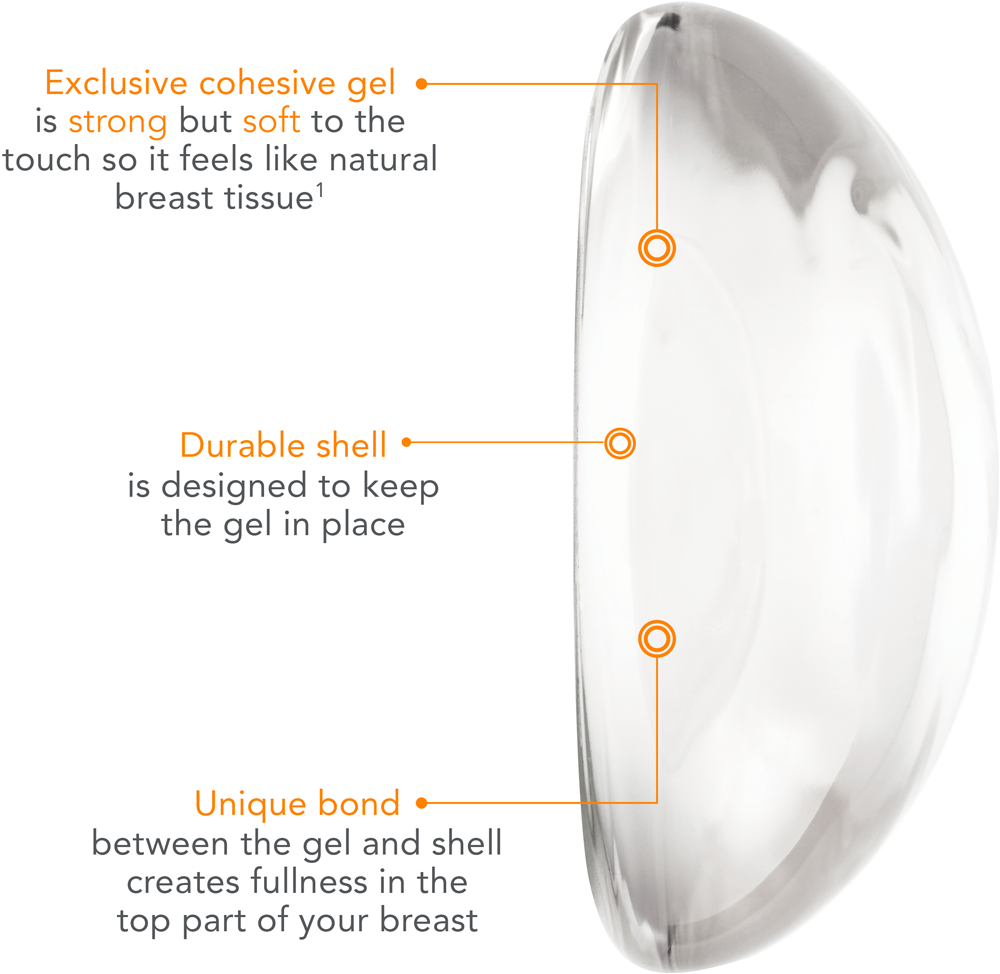 Exclusive cohesive gel
is strong but soft to the
touch so it feels like natural
breast tissue¹
Durable shell
is designed to keep
the gel in place
Unique bond
between the gel and shell
creates fullness in the
top part of your breast